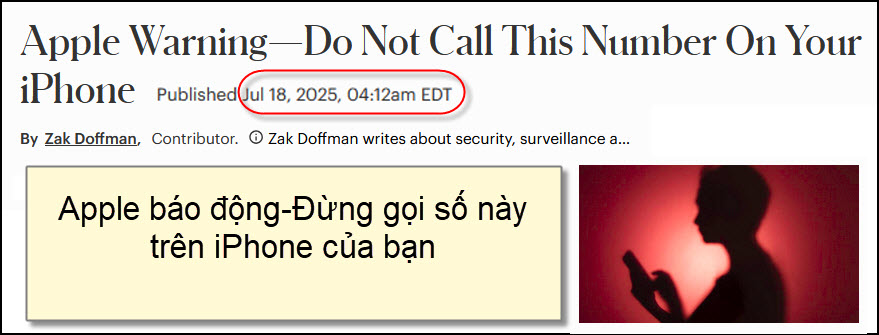 Apple Warning—Do Not Call This Number On Your
iPhone Published Jul 18, 2025, 04:12am EDT
By Zak Doffman, Contributor. ⓘ Zak Doffman writes about security, surveillance a...
Apple báo động-Đừng gọi số này
trên iPhone của bạn